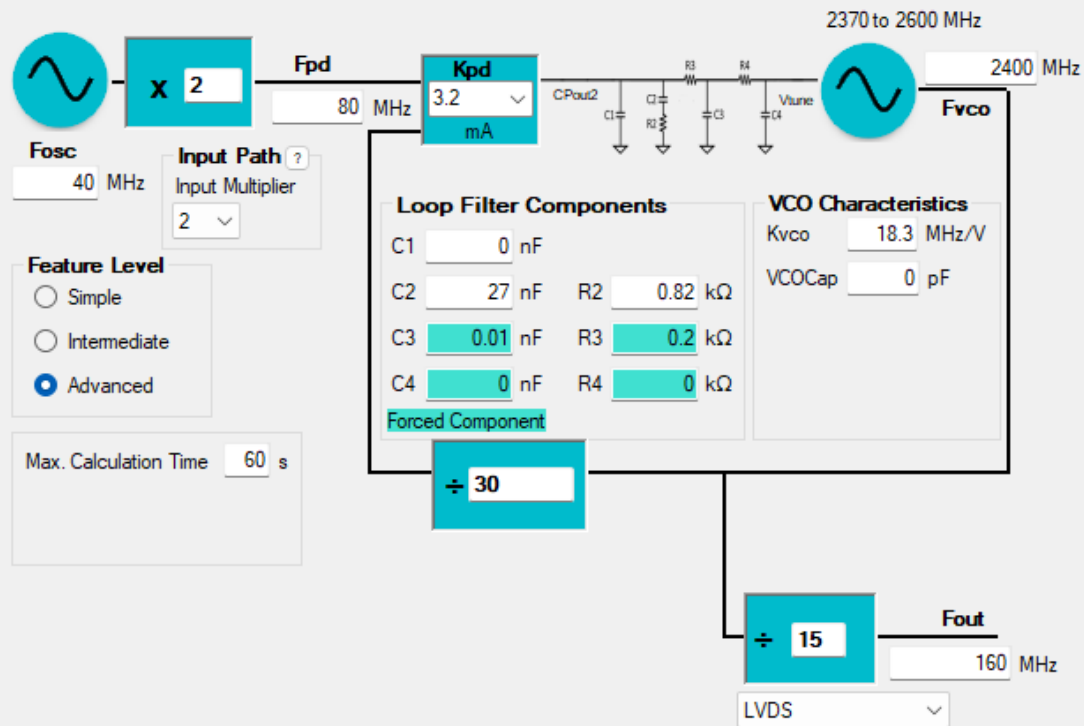 2370 to 2600 MHz
x 2
Fpd
80 MHz
Kpd
3.2
mA
CPout2
C1
C2
R2
R3
C3
R4
C4
Vtune
2400 MHz
Fvco
Fosc
40 MHz
Input Path ?
Input Multiplier
2
Feature Level
Simple
Intermediate
Advanced
Max. Calculation Time 60 s
Loop Filter Components
C1 0 nF
C2 27 nF R2 0.82 kΩ
C3 0.01 nF R3 0.2 kΩ
C4 0 nF R4 0 kΩ
Forced Component
VCO Characteristics
Kvco 18.3 MHz/V
VCOCap 0 pF
÷ 30
÷ 15
Fout
160 MHz
LVDS